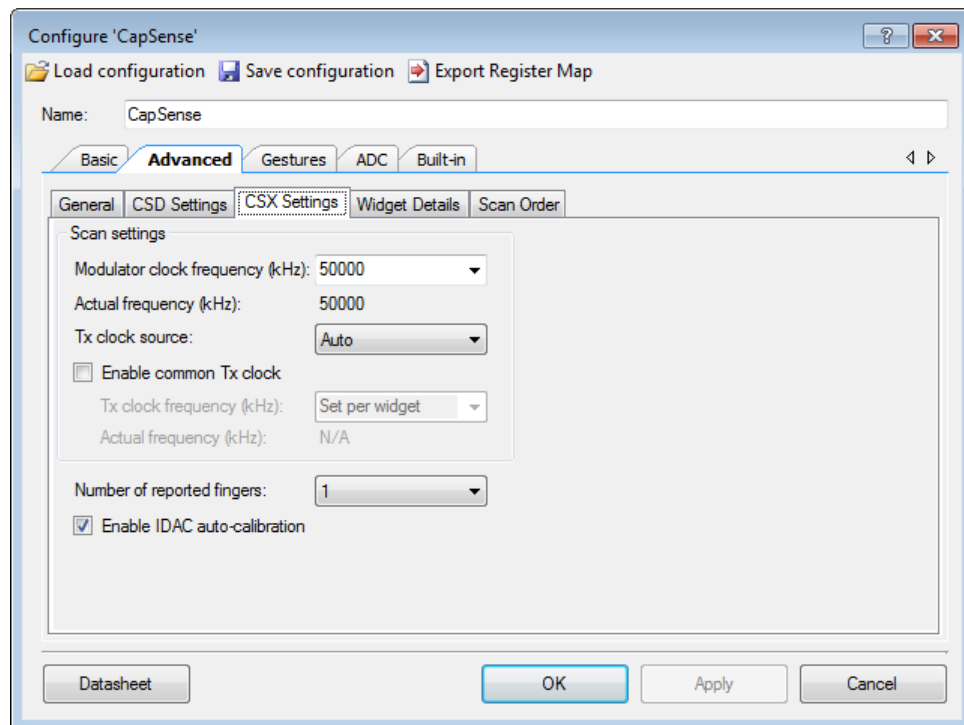 Configure 'CapSense'
Load configuration Save configuration Export Register Map
Name: CapSense
Basic Advanced Gestures ADC Built-in
General CSD Settings CSX Settings Widget Details Scan Order
Scan settings
Modulator clock frequency (kHz): 50000
Actual frequency (kHz): 50000
Tx clock source: Auto
Enable common Tx clock
Tx clock frequency (kHz): Set per widget
Actual frequency (kHz): N/A
Number of reported fingers: 1
Enable IDAC auto-calibration
Datasheet OK Apply Cancel